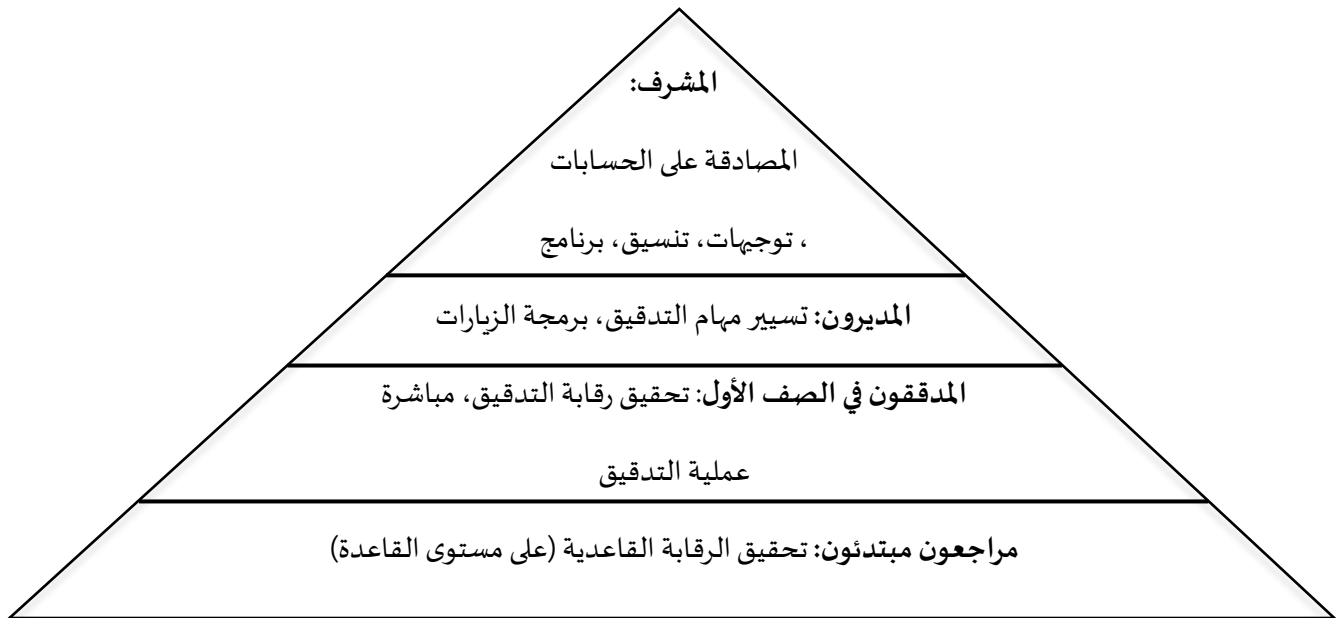 المشرف:
المصادقة على الحسابات
، توجيهات، تنسيق، برنامج
المديرون: تسيير مهام التدقيق، برمجة الزيارات
المدققون في الصف الأول: تحقيق رقابة التدقيق، مباشرة
عملية التدقيق
مراجعون مبتدئون: تحقيق الرقابة القاعدية (على مستوى القاعدة)